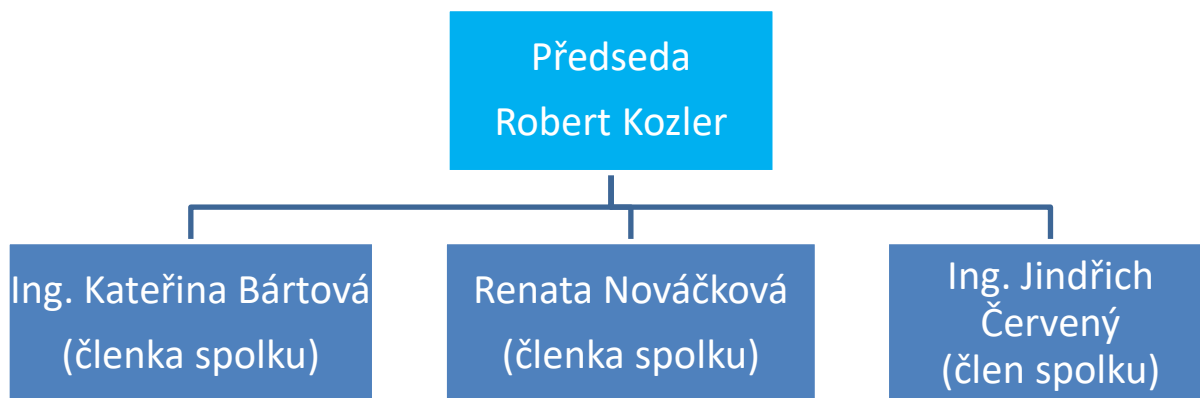 Předseda
Robert Kozler
Ing. Kateřina Bártová
(členka spolku)
Renata Nováčková
(členka spolku)
Ing. Jindřich
Červený
(člen spolku)